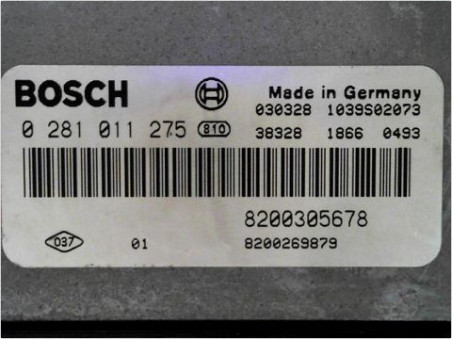 BOSCH
Made in Germany
030328 1039S02073
0 281 011 275 810
38328 1866 0493
8200305678
037 01 8200269879